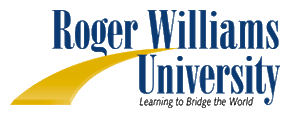 Roger Williams
University
Learning to Bridge the World